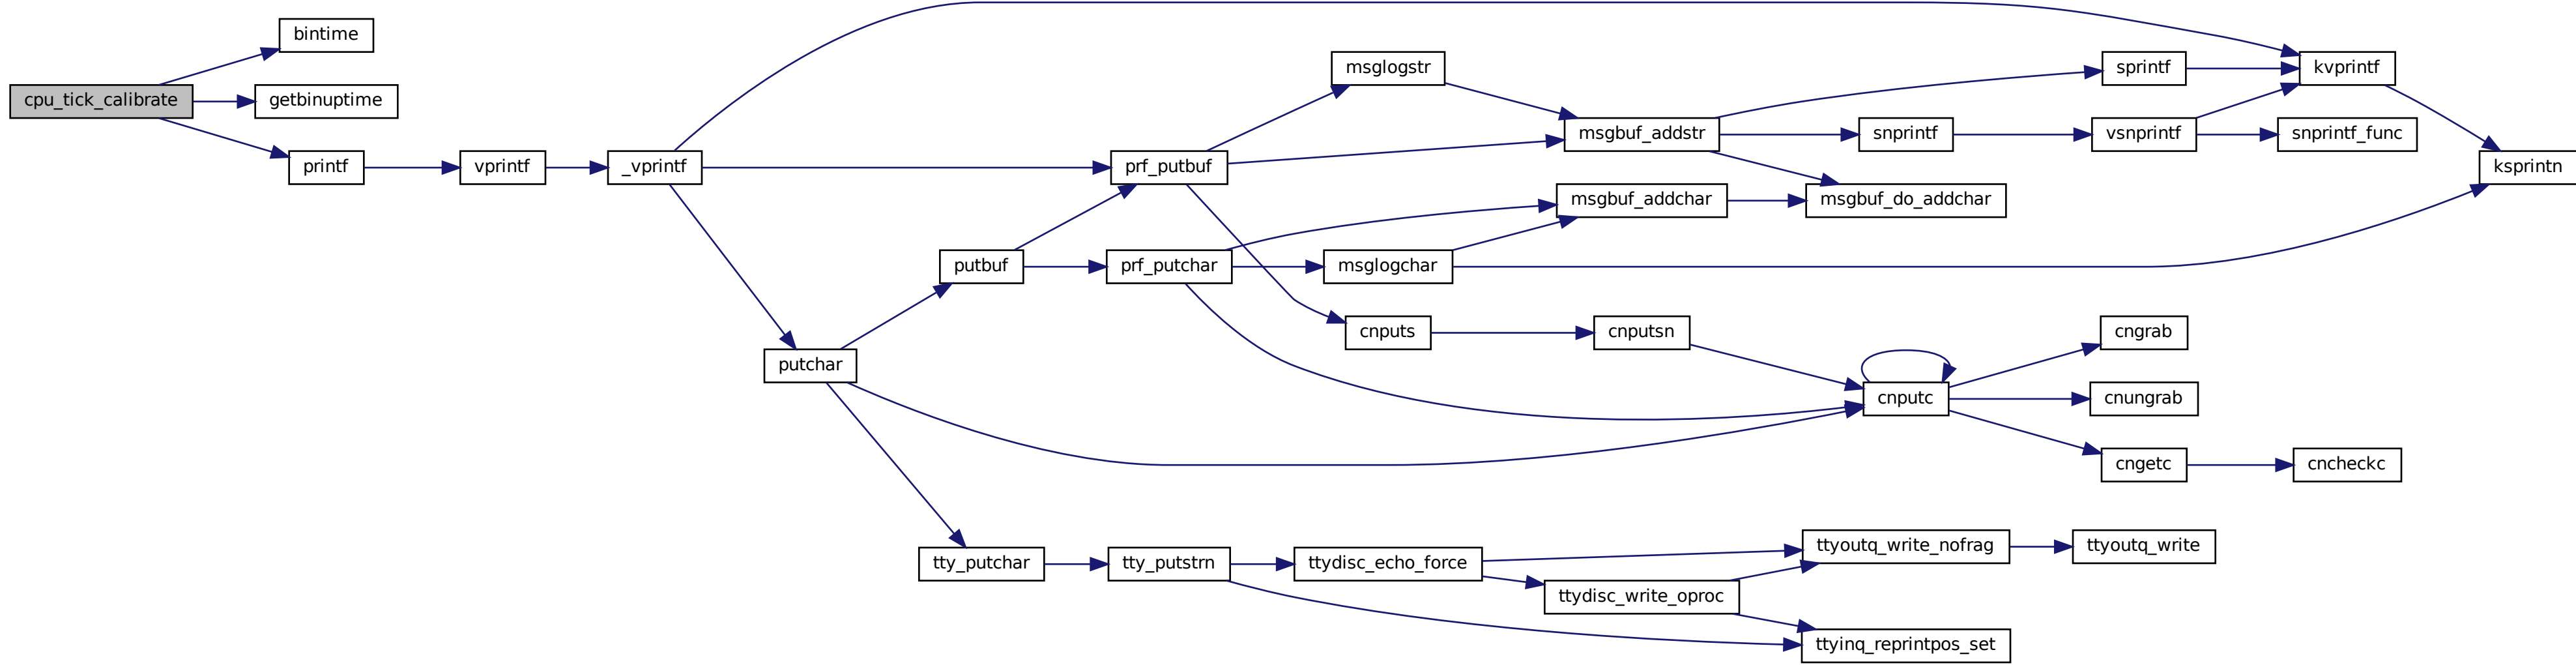 cpu_tick_calibrate
bintime
getbinuptime
printf
vprintf
_vprintf
putchar
putbuf
tty_putchar
prf_putbuf
prf_putchar
tty_putstrn
msglogstr
msglogchar
cnputs
ttydisc_echo_force
msgbuf_addstr
msgbuf_addchar
cnputsn
ttydisc_write_oproc
snprintf
msgbuf_do_addchar
cnputc
ttyoutq_write_nofrag
ttyinq_reprintpos_set
sprintf
vsnprintf
cngrab
cnungrab
cngetc
ttyoutq_write
kvprintf
snprintf_func
cncheckc
ksprintn